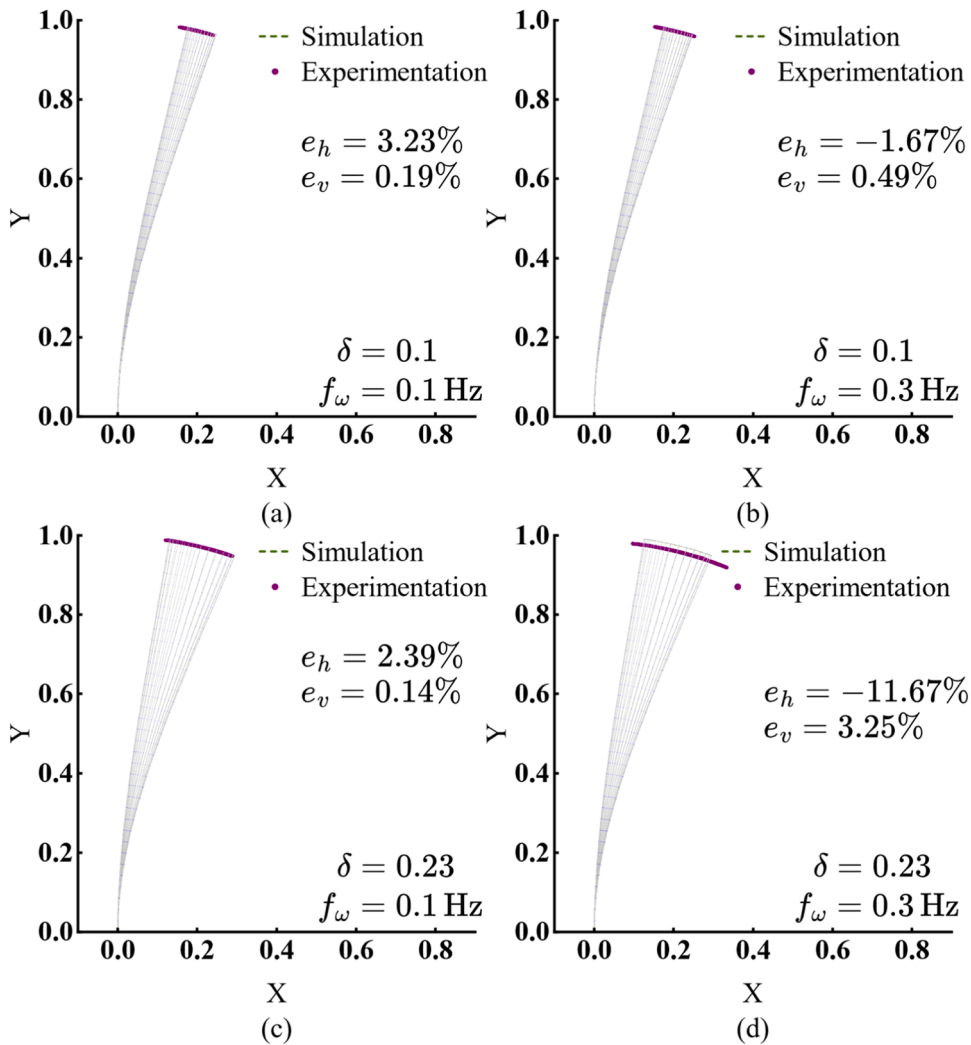 1.0
0.8
0.6
0.4
0.2
0.0
Y
Simulation
Experimentation
e_h = 3.23%
e_v = 0.19%
δ = 0.1
f_ω = 0.1 Hz
0.0 0.2 0.4 0.6 0.8
X
(a)
1.0
0.8
0.6
0.4
0.2
0.0
Y
Simulation
Experimentation
e_h = −1.67%
e_v = 0.49%
δ = 0.1
f_ω = 0.3 Hz
0.0 0.2 0.4 0.6 0.8
X
(b)
1.0
0.8
0.6
0.4
0.2
0.0
Y
Simulation
Experimentation
e_h = 2.39%
e_v = 0.14%
δ = 0.23
f_ω = 0.1 Hz
0.0 0.2 0.4 0.6 0.8
X
(c)
1.0
0.8
0.6
0.4
0.2
0.0
Y
Simulation
Experimentation
e_h = −11.67%
e_v = 3.25%
δ = 0.23
f_ω = 0.3 Hz
0.0 0.2 0.4 0.6 0.8
X
(d)